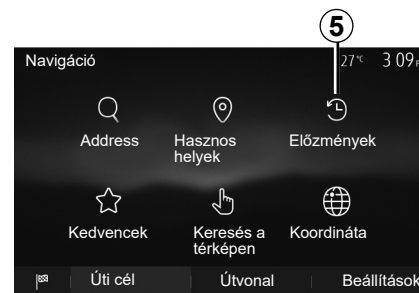 5
Navigáció 27°C 3 09
Address Hasznos helyek Előzmények
Kedvencek Keresés a térképen Koordináta
Úti cél Útvonal Beállítások